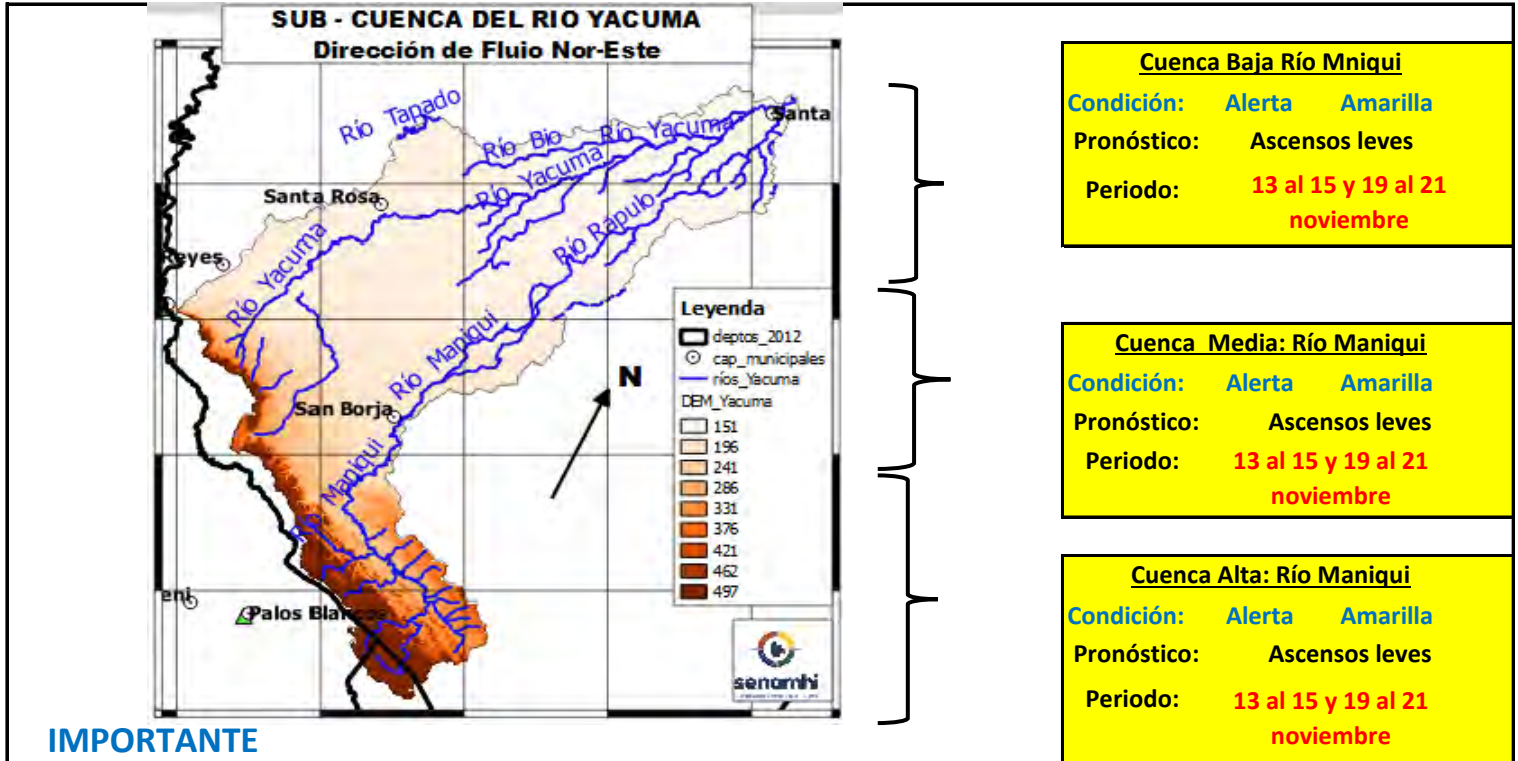 SUB - CUENCA DEL RIO YACUMA
Dirección de Fluio Nor-Este
Río Tapado
Río Bio
Río Yacuma
Santa
Río Yacuma
Santa Rosa
Río Rapulo
Reyes
Río Yacuma
Río Maniqui
San Borja
Río Maniqui
eni
Palos Blancos
N
Leyenda
deptos_2012
cap_municipales
ríos_Yacuma
DEM_Yacuma
151
196
241
286
331
376
421
462
497
senamhi
IMPORTANTE
Cuenca Baja Río Mniqui
Condición: Alerta Amarilla
Pronóstico: Ascensos leves
Periodo: 13 al 15 y 19 al 21
noviembre
Cuenca Media: Río Maniqui
Condición: Alerta Amarilla
Pronóstico: Ascensos leves
Periodo: 13 al 15 y 19 al 21
noviembre
Cuenca Alta: Río Maniqui
Condición: Alerta Amarilla
Pronóstico: Ascensos leves
Periodo: 13 al 15 y 19 al 21
noviembre